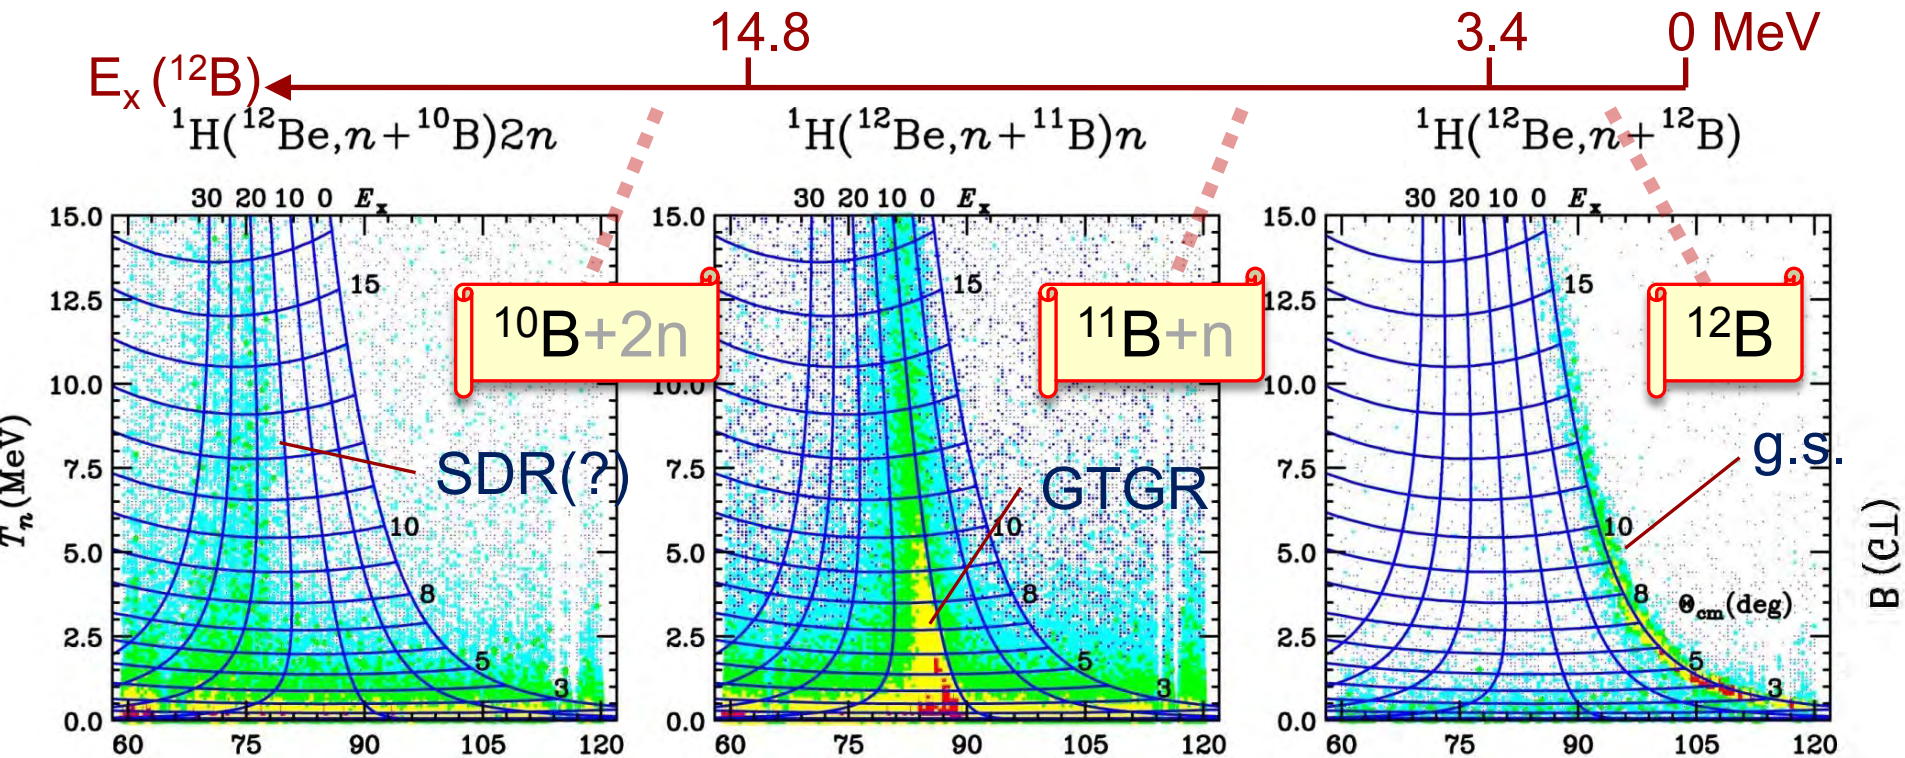 14.8 3.4 0 MeV
Eₓ (¹²B)
¹H(¹²Be,n+¹⁰B)2n ¹H(¹²Be,n+¹¹B)n ¹H(¹²Be,n+¹²B)
30 20 10 0 Eₓ 30 20 10 0 Eₓ 30 20 10 0 Eₓ
15.0 15.0 15.0
15 15 15
12.5 12.5 12.5
¹⁰B+2n ¹¹B+n ¹²B
10.0 10.0 10.0
g.s.
7.5 SDR(?) 7.5 GTGR 7.5
Tₙ (MeV)
10 10 10
5.0 5.0 5.0
8 8 8 Θcm(deg)
2.5 2.5 2.5
5 5 5
3 3 3
0.0 0.0 0.0
60 75 90 105 120 60 75 90 105 120 60 75 90 105 120